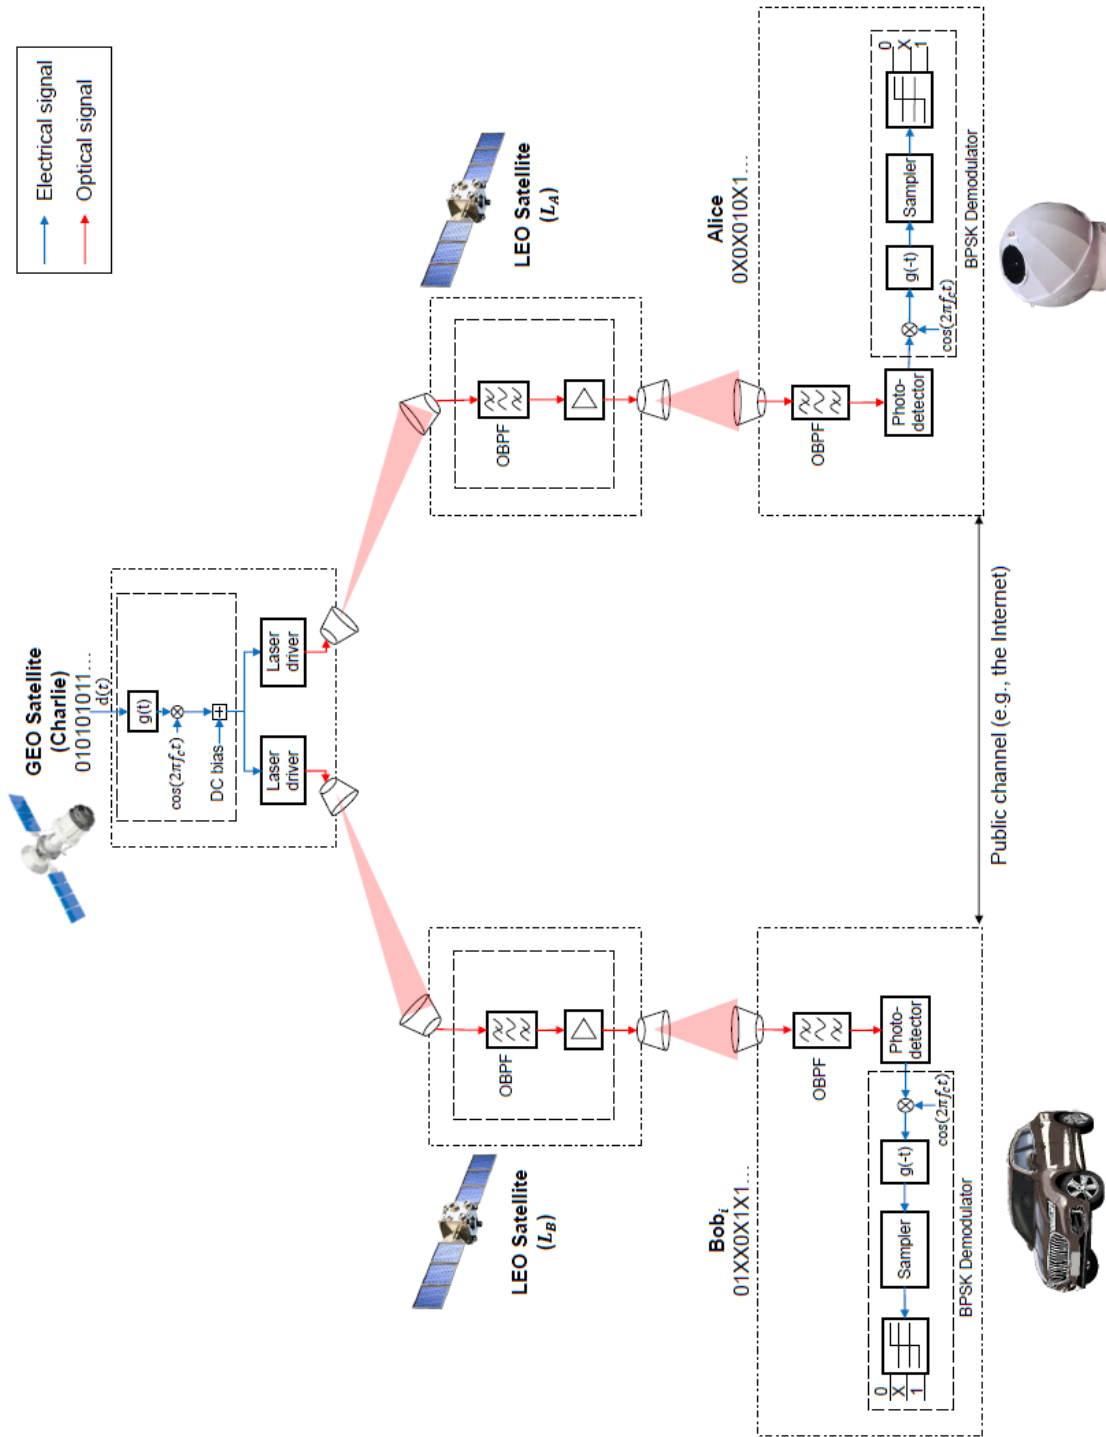 Electrical signal
Optical signal
GEO Satellite
(Charlie)
010101011...
d(t)
g(t)
cos(2πf_ct)
DC bias
Laser
driver
Laser
driver
LEO Satellite
(L_B)
OBPF
LEO Satellite
(L_A)
OBPF
Bob_i
01XX0X1X1...
OBPF
Photo-
detector
cos(2πf_ct)
g(-t)
Sampler
0
X
1
BPSK Demodulator
Public channel (e.g., the Internet)
Alice
0X0X010X1...
OBPF
Photo-
detector
cos(2πf_ct)
g(-t)
Sampler
0
X
1
BPSK Demodulator